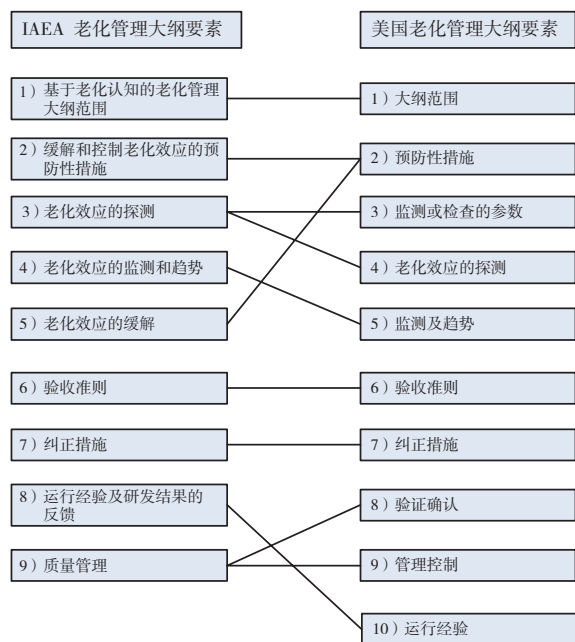 IAEA 老化管理大纲要素
1）基于老化认知的老化管理
大纲范围
2）缓解和控制老化效应的预
防性措施
3）老化效应的探测
4）老化效应的监测和趋势
5）老化效应的缓解
6）验收准则
7）纠正措施
8）运行经验及研发结果的
反馈
9）质量管理
美国老化管理大纲要素
1）大纲范围
2）预防性措施
3）监测或检查的参数
4）老化效应的探测
5）监测及趋势
6）验收准则
7）纠正措施
8）验证确认
9）管理控制
10）运行经验